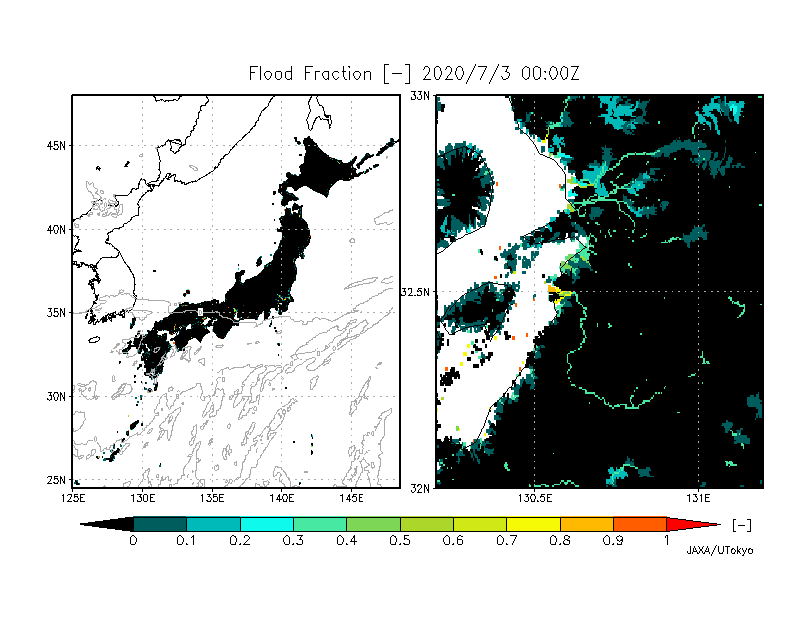 Flood Fraction [-] 2020/7/3 00:00Z
45N
40N
35N
30N
25N
125E 130E 135E 140E 145E
33N
32.5N
32N
130.5E 131E
0 0.1 0.2 0.3 0.4 0.5 0.6 0.7 0.8 0.9 1
[-]
JAXA/UTokyo